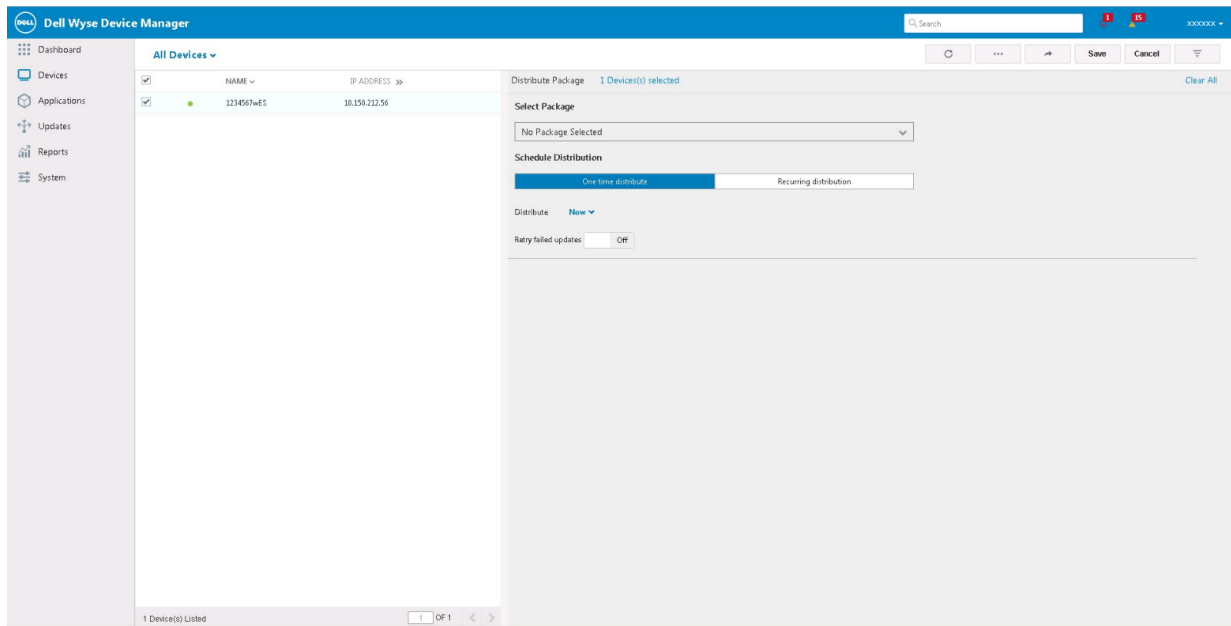 DELL Dell Wyse Device Manager
Search
1
15
xxxxxx
Dashboard
Devices
Applications
Updates
Reports
System
All Devices
...
Save
Cancel
NAME
IP ADDRESS
1234567wES
10.150.212.56
1 Device(s) Listed
1 OF 1
Distribute Package 1 Devices(s) selected
Clear All
Select Package
No Package Selected
Schedule Distribution
One time distribute
Recurring distribution
Distribute Now
Retry failed updates Off